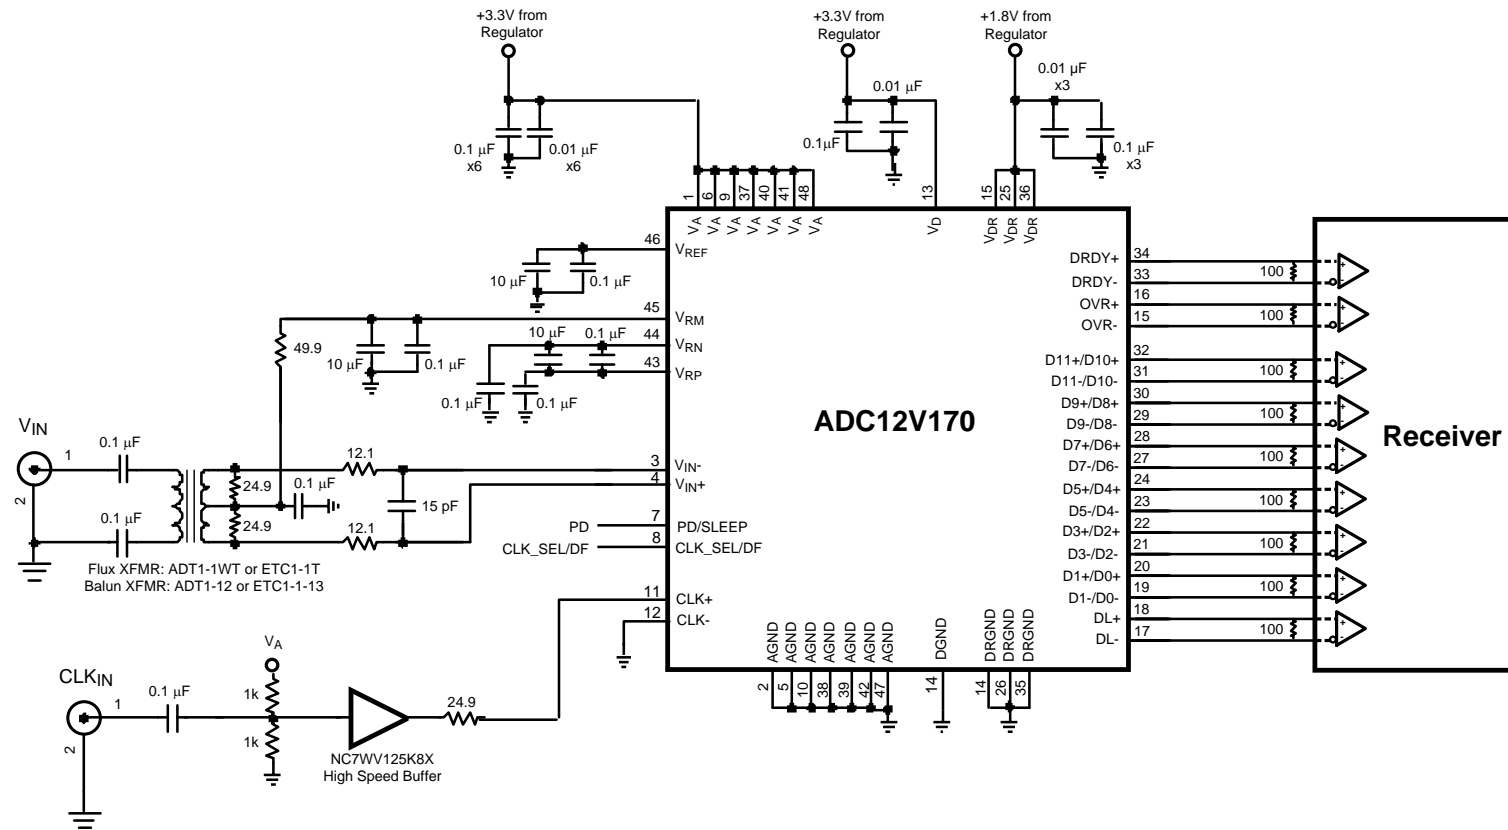 +3.3V from
Regulator
+3.3V from
Regulator
+1.8V from
Regulator
0.1 µF
x6
0.01 µF
x6
0.01 µF
0.1µF
0.01 µF
x3
0.1 µF
x3
1
6
9
37
40
41
48
13
15
25
36
VA
VA
VA
VA
VA
VA
VA
VD
VDR
VDR
VDR
46
VREF
10 µF
0.1 µF
45
VRM
49.9
10 µF
0.1 µF
44
VRN
10 µF
0.1 µF
43
VRP
0.1 µF
0.1 µF
VIN
1
2
0.1 µF
0.1 µF
24.9
24.9
0.1 µF
12.1
12.1
15 pF
3
VIN-
4
VIN+
Flux XFMR: ADT1-1WT or ETC1-1T
Balun XFMR: ADT1-12 or ETC1-1-13
PD
7
PD/SLEEP
CLK_SEL/DF
8
CLK_SEL/DF
11
CLK+
12
CLK-
ADC12V170
CLKIN
1
2
0.1 µF
VA
1k
1k
NC7WV125K8X
High Speed Buffer
24.9
AGND
AGND
AGND
AGND
AGND
AGND
AGND
DGND
DRGND
DRGND
DRGND
2
5
10
38
39
42
47
14
14
26
35
DRDY+
34
DRDY-
33
100
+
-
OVR+
16
OVR-
15
100
+
-
D11+/D10+
32
D11-/D10-
31
100
+
-
D9+/D8+
30
D9-/D8-
29
100
+
-
D7+/D6+
28
D7-/D6-
27
100
+
-
D5+/D4+
24
D5-/D4-
23
100
+
-
D3+/D2+
22
D3-/D2-
21
100
+
-
D1+/D0+
20
D1-/D0-
19
100
+
-
DL+
18
DL-
17
100
+
-
Receiver